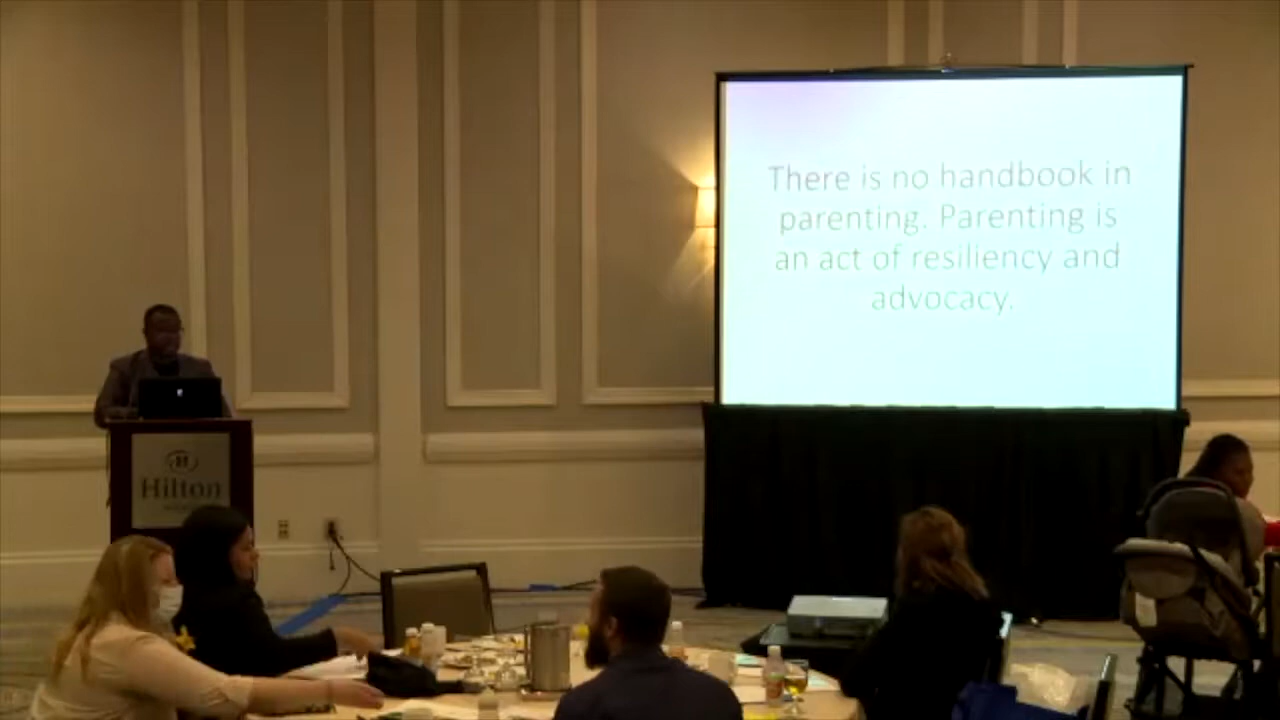 There is no handbook in
parenting. Parenting is
an act of resiliency and
advocacy.
H
Hilton